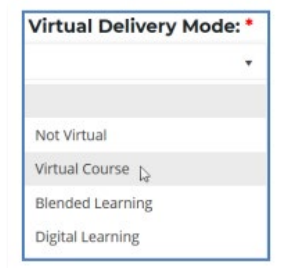 Virtual Delivery Mode: *
Not Virtual
Virtual Course
Blended Learning
Digital Learning